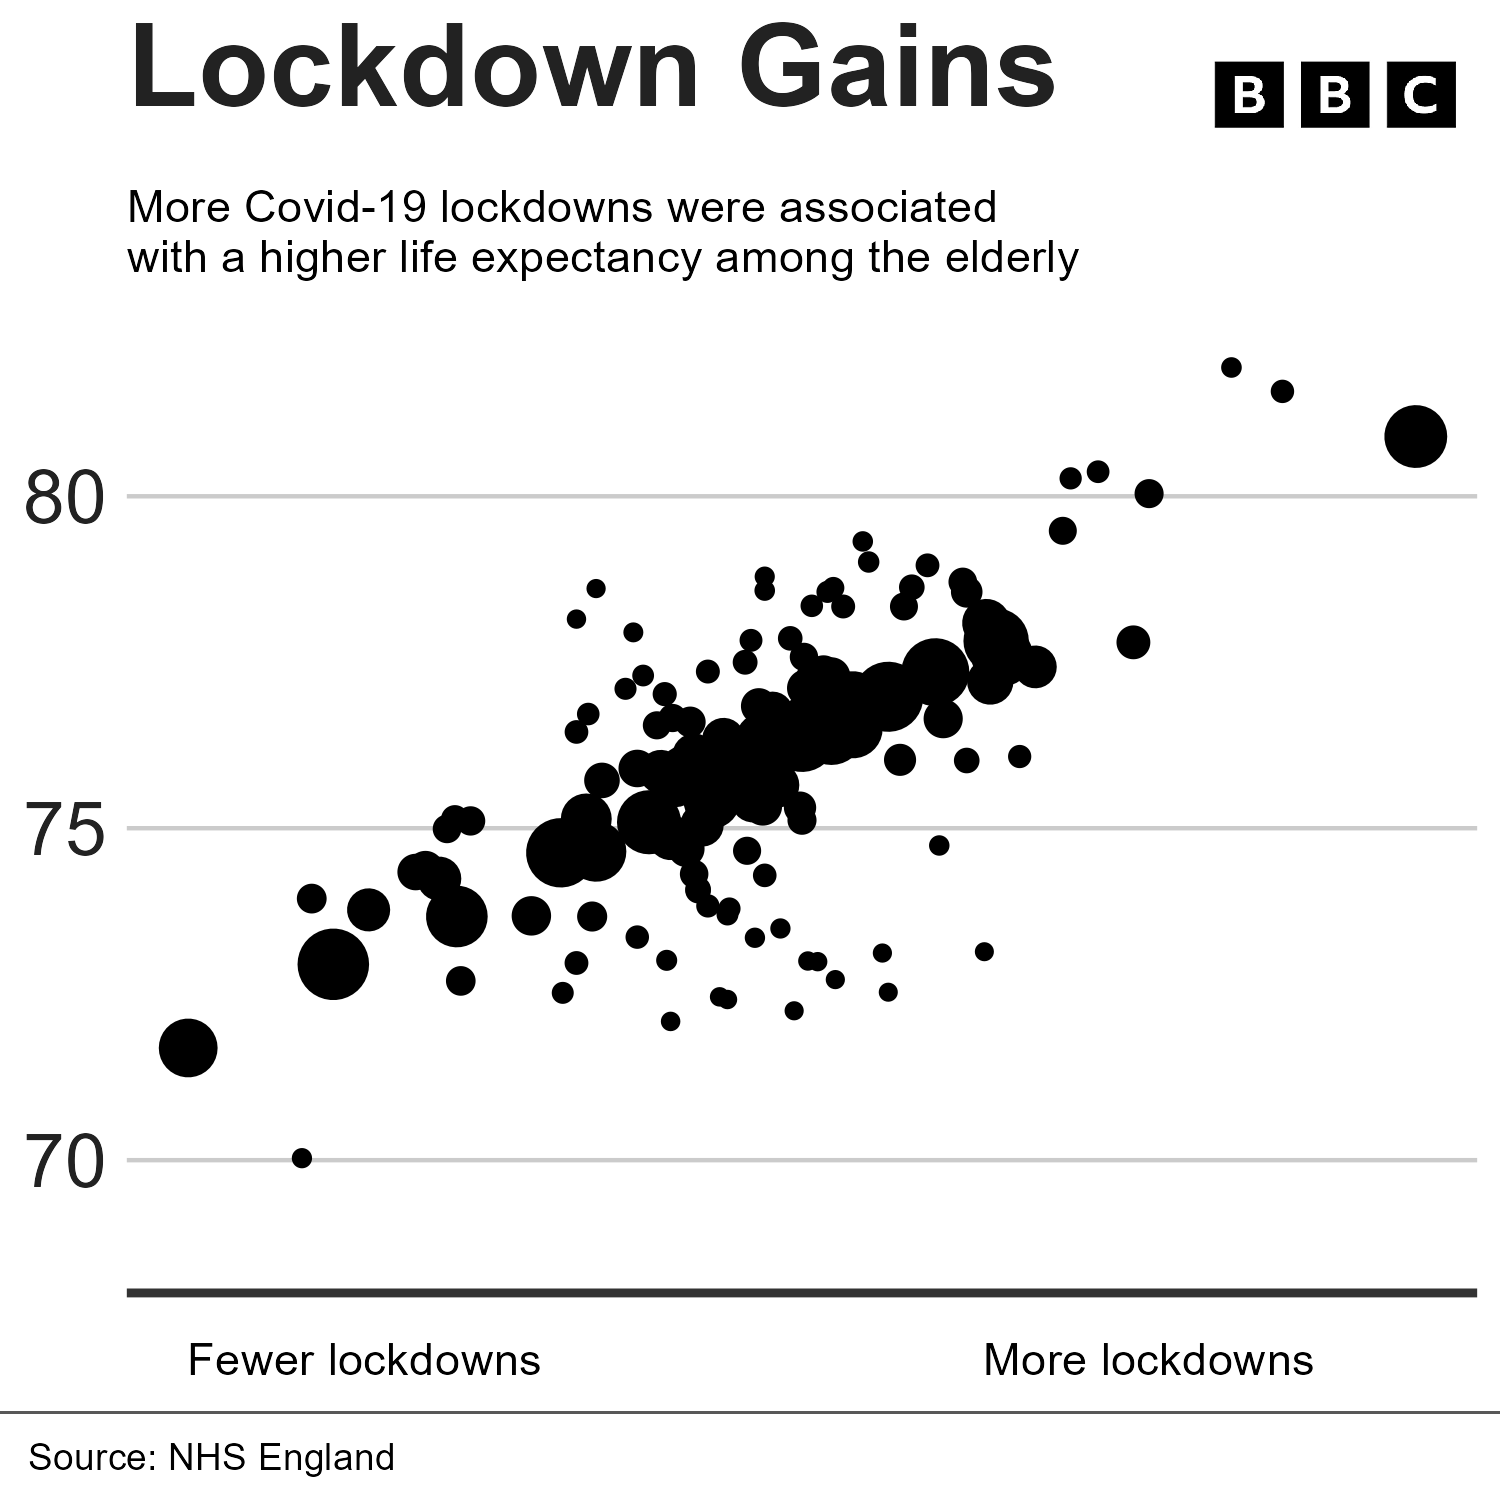 Lockdown Gains
BBC
More Covid-19 lockdowns were associated
with a higher life expectancy among the elderly
80
75
70
Fewer lockdowns
More lockdowns
Source: NHS England